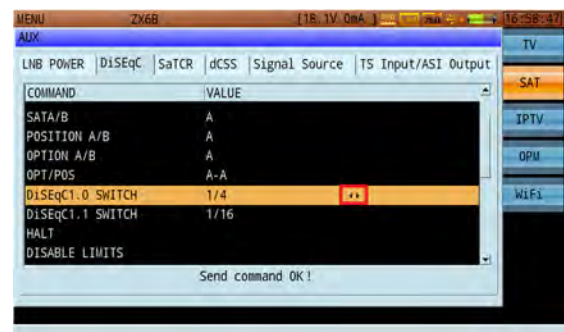 MENU ZX6B [18.1V 0mA ] 16:58:47
AUX
TV
LNB POWER DiSEqC SaTCR dCSS Signal Source TS Input/ASI Output
COMMAND VALUE
SAT
SATA/B A
IPTV
POSITION A/B A
OPTION A/B A
OPM
OPT/POS A-A
DiSEqC1.0 SWITCH 1/4
WiFi
DiSEqC1.1 SWITCH 1/16
HALT
DISABLE LIMITS
Send command OK!